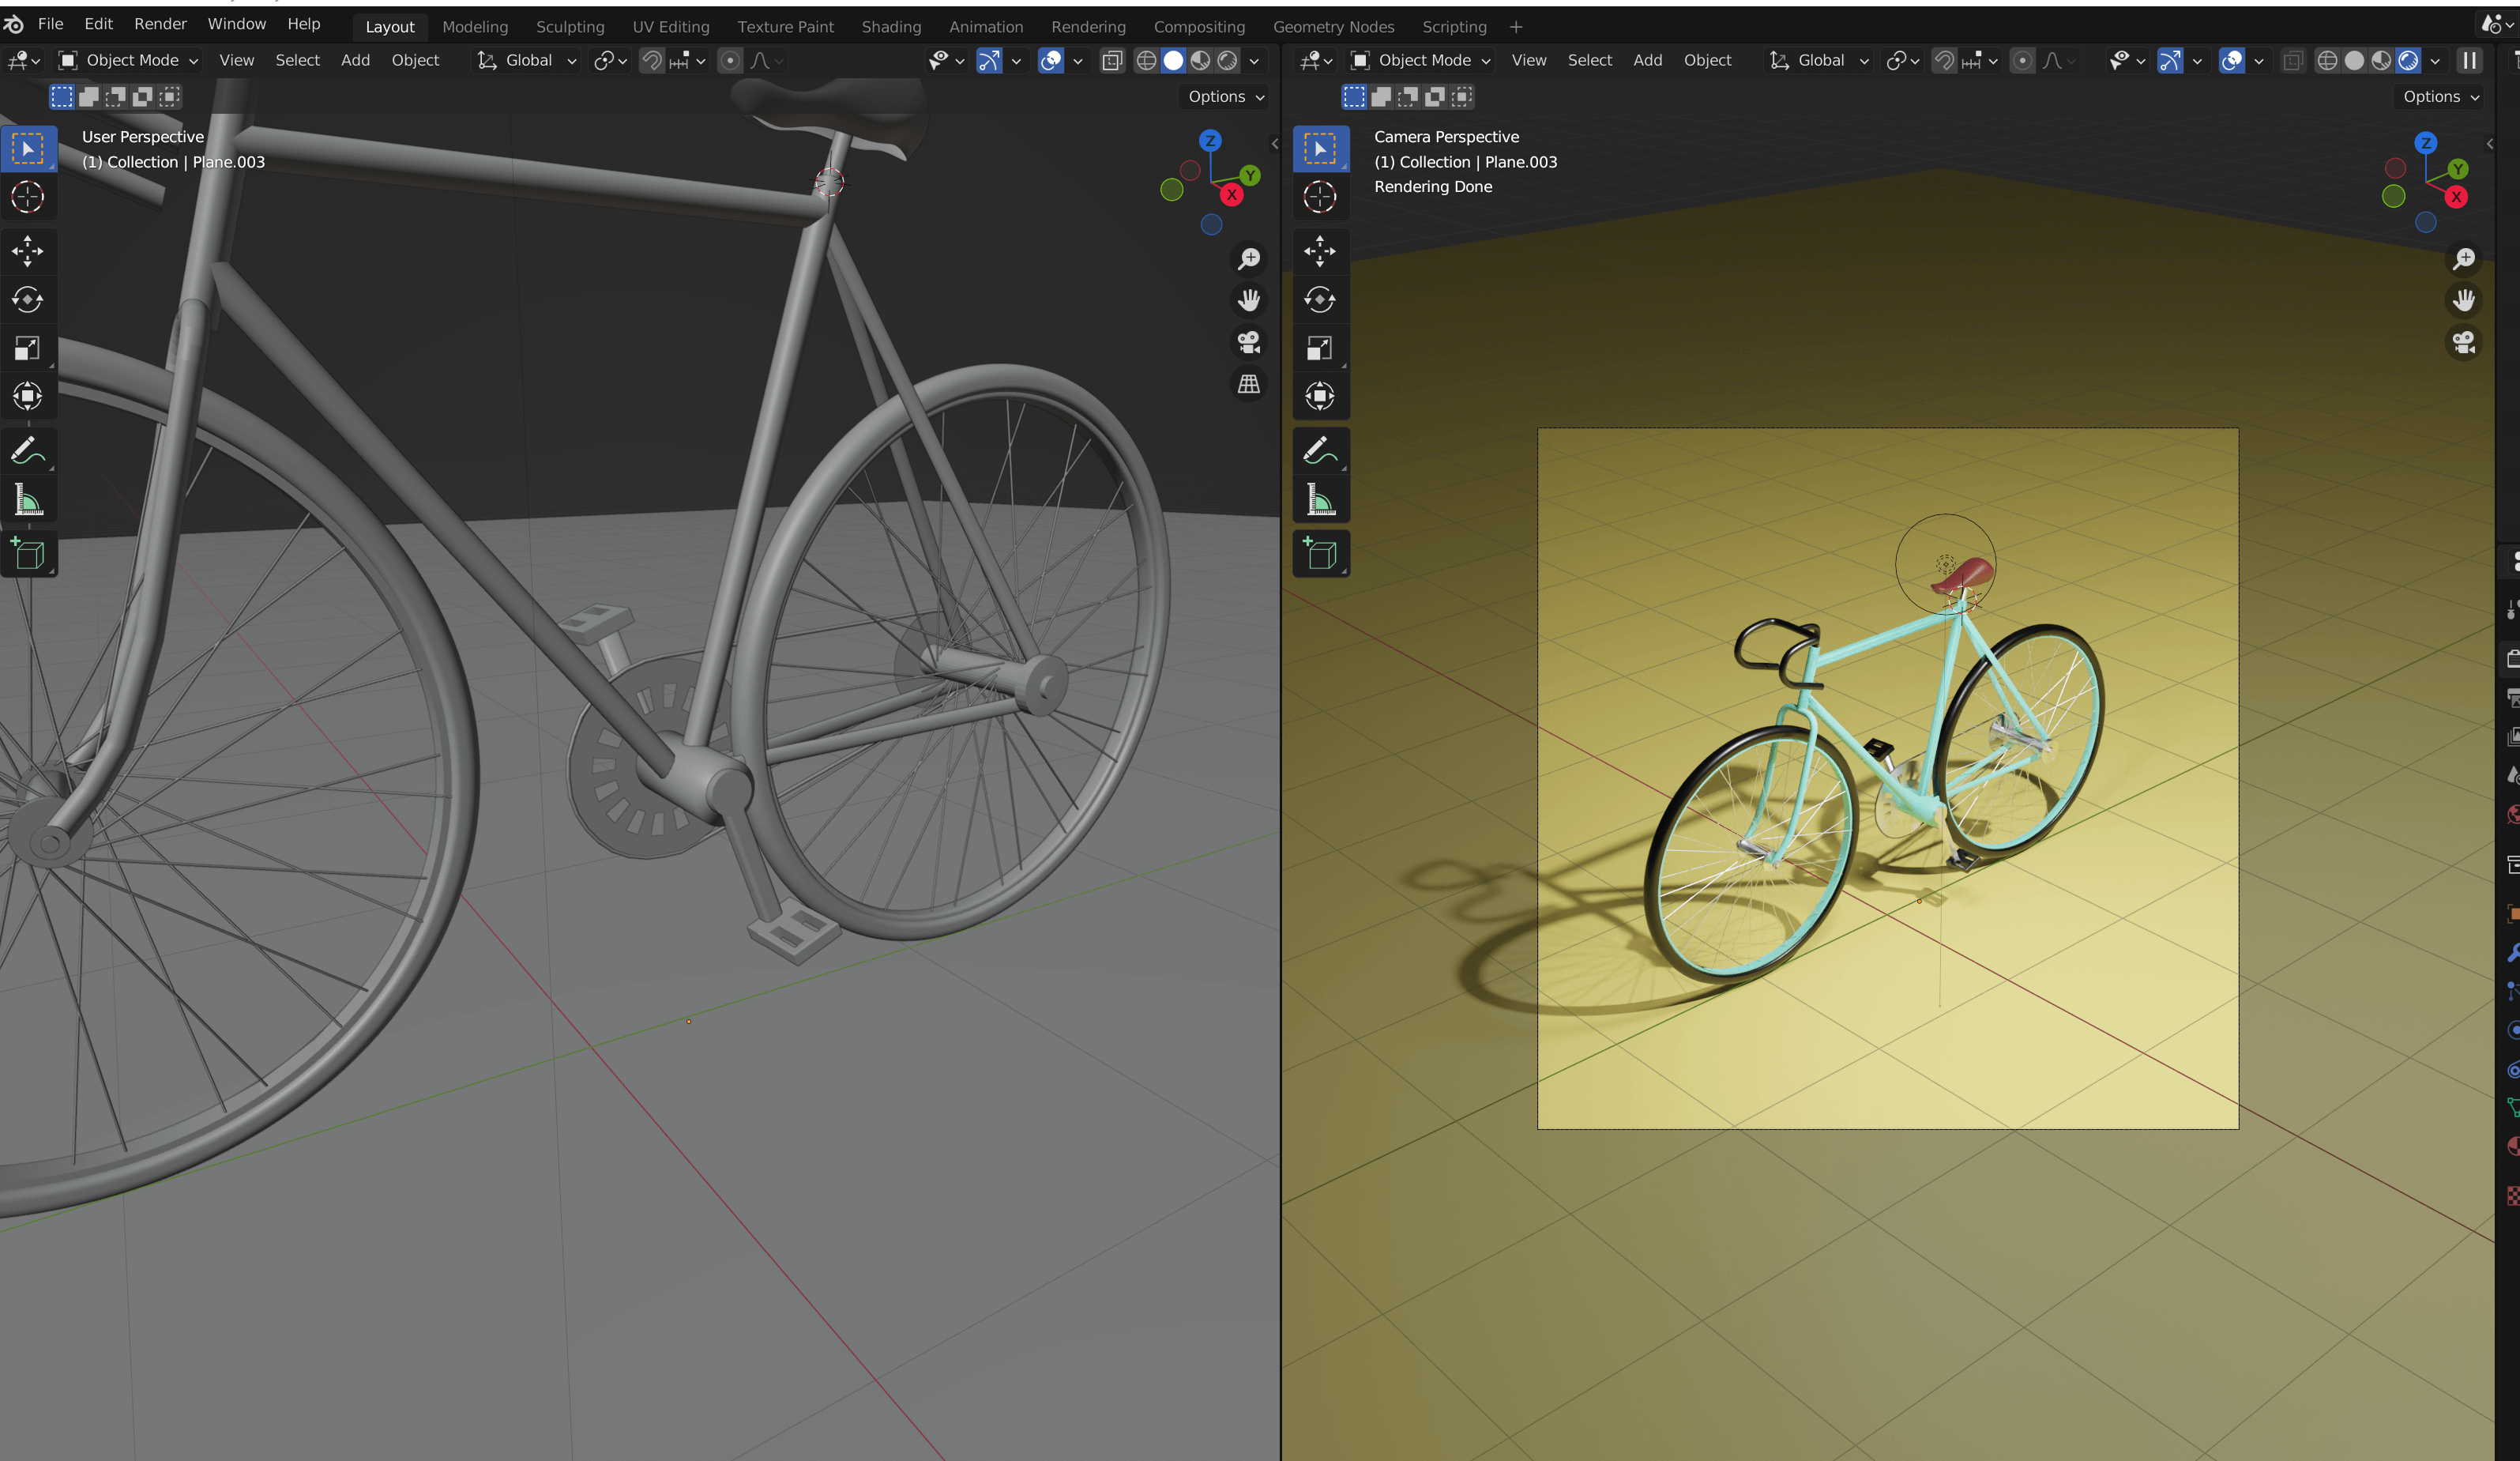 File Edit Render Window Help Layout Modeling Sculpting UV Editing Texture Paint Shading Animation Rendering Compositing Geometry Nodes Scripting +
Object Mode View Select Add Object Global
Options
User Perspective
(1) Collection | Plane.003
Z
Y
X
Object Mode View Select Add Object Global
Options
Camera Perspective
(1) Collection | Plane.003
Rendering Done
Z
Y
X